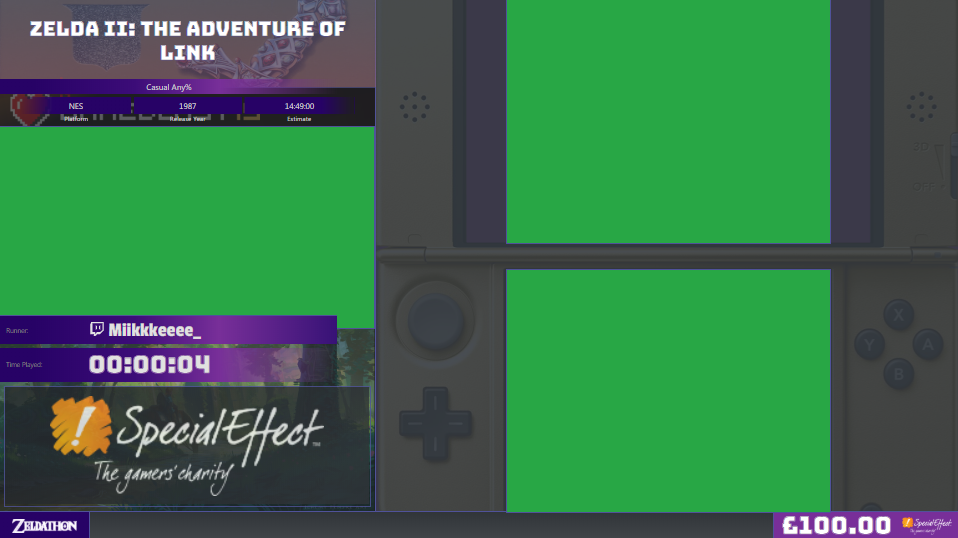 ZELDA II: THE ADVENTURE OF
LINK
Casual Any%
NES
1987
14:49:00
Platform
Release Year
Estimate
Runner:
Miikkkeeee_
Time Played:
00:00:04
! SpecialEffect™
The gamers' charity
ZELDATHON
£100.00
! SpecialEffect
The gamers' charity
3D
OFF
X
Y
A
B